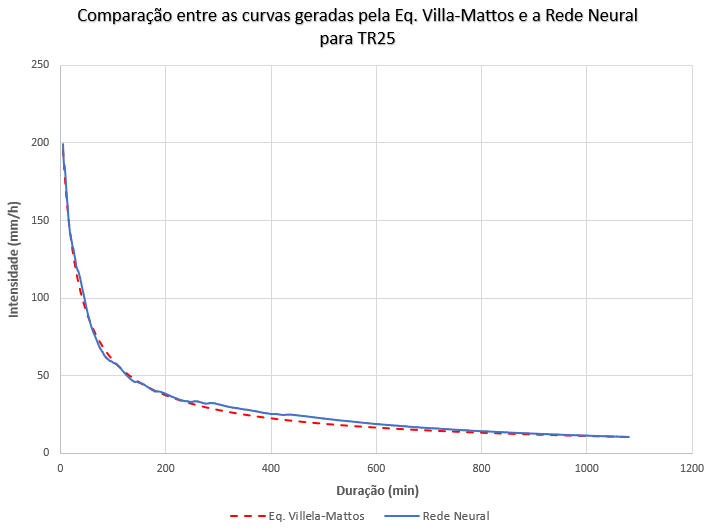 Comparação entre as curvas geradas pela Eq. Villa-Mattos e a Rede Neural
para TR25
250
200
150
100
50
0
Intensidade (mm/h)
0 200 400 600 800 1000 1200
Duração (min)
Eq. Villela-Mattos Rede Neural